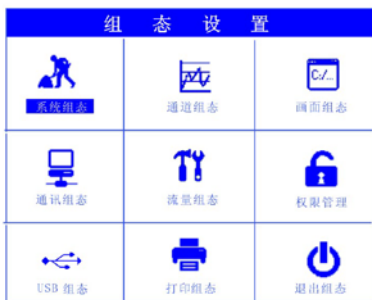 组态设置
系统组态
通道组态
C:/...
画面组态
通讯组态
流量组态
权限管理
USB 组态
打印组态
退出组态